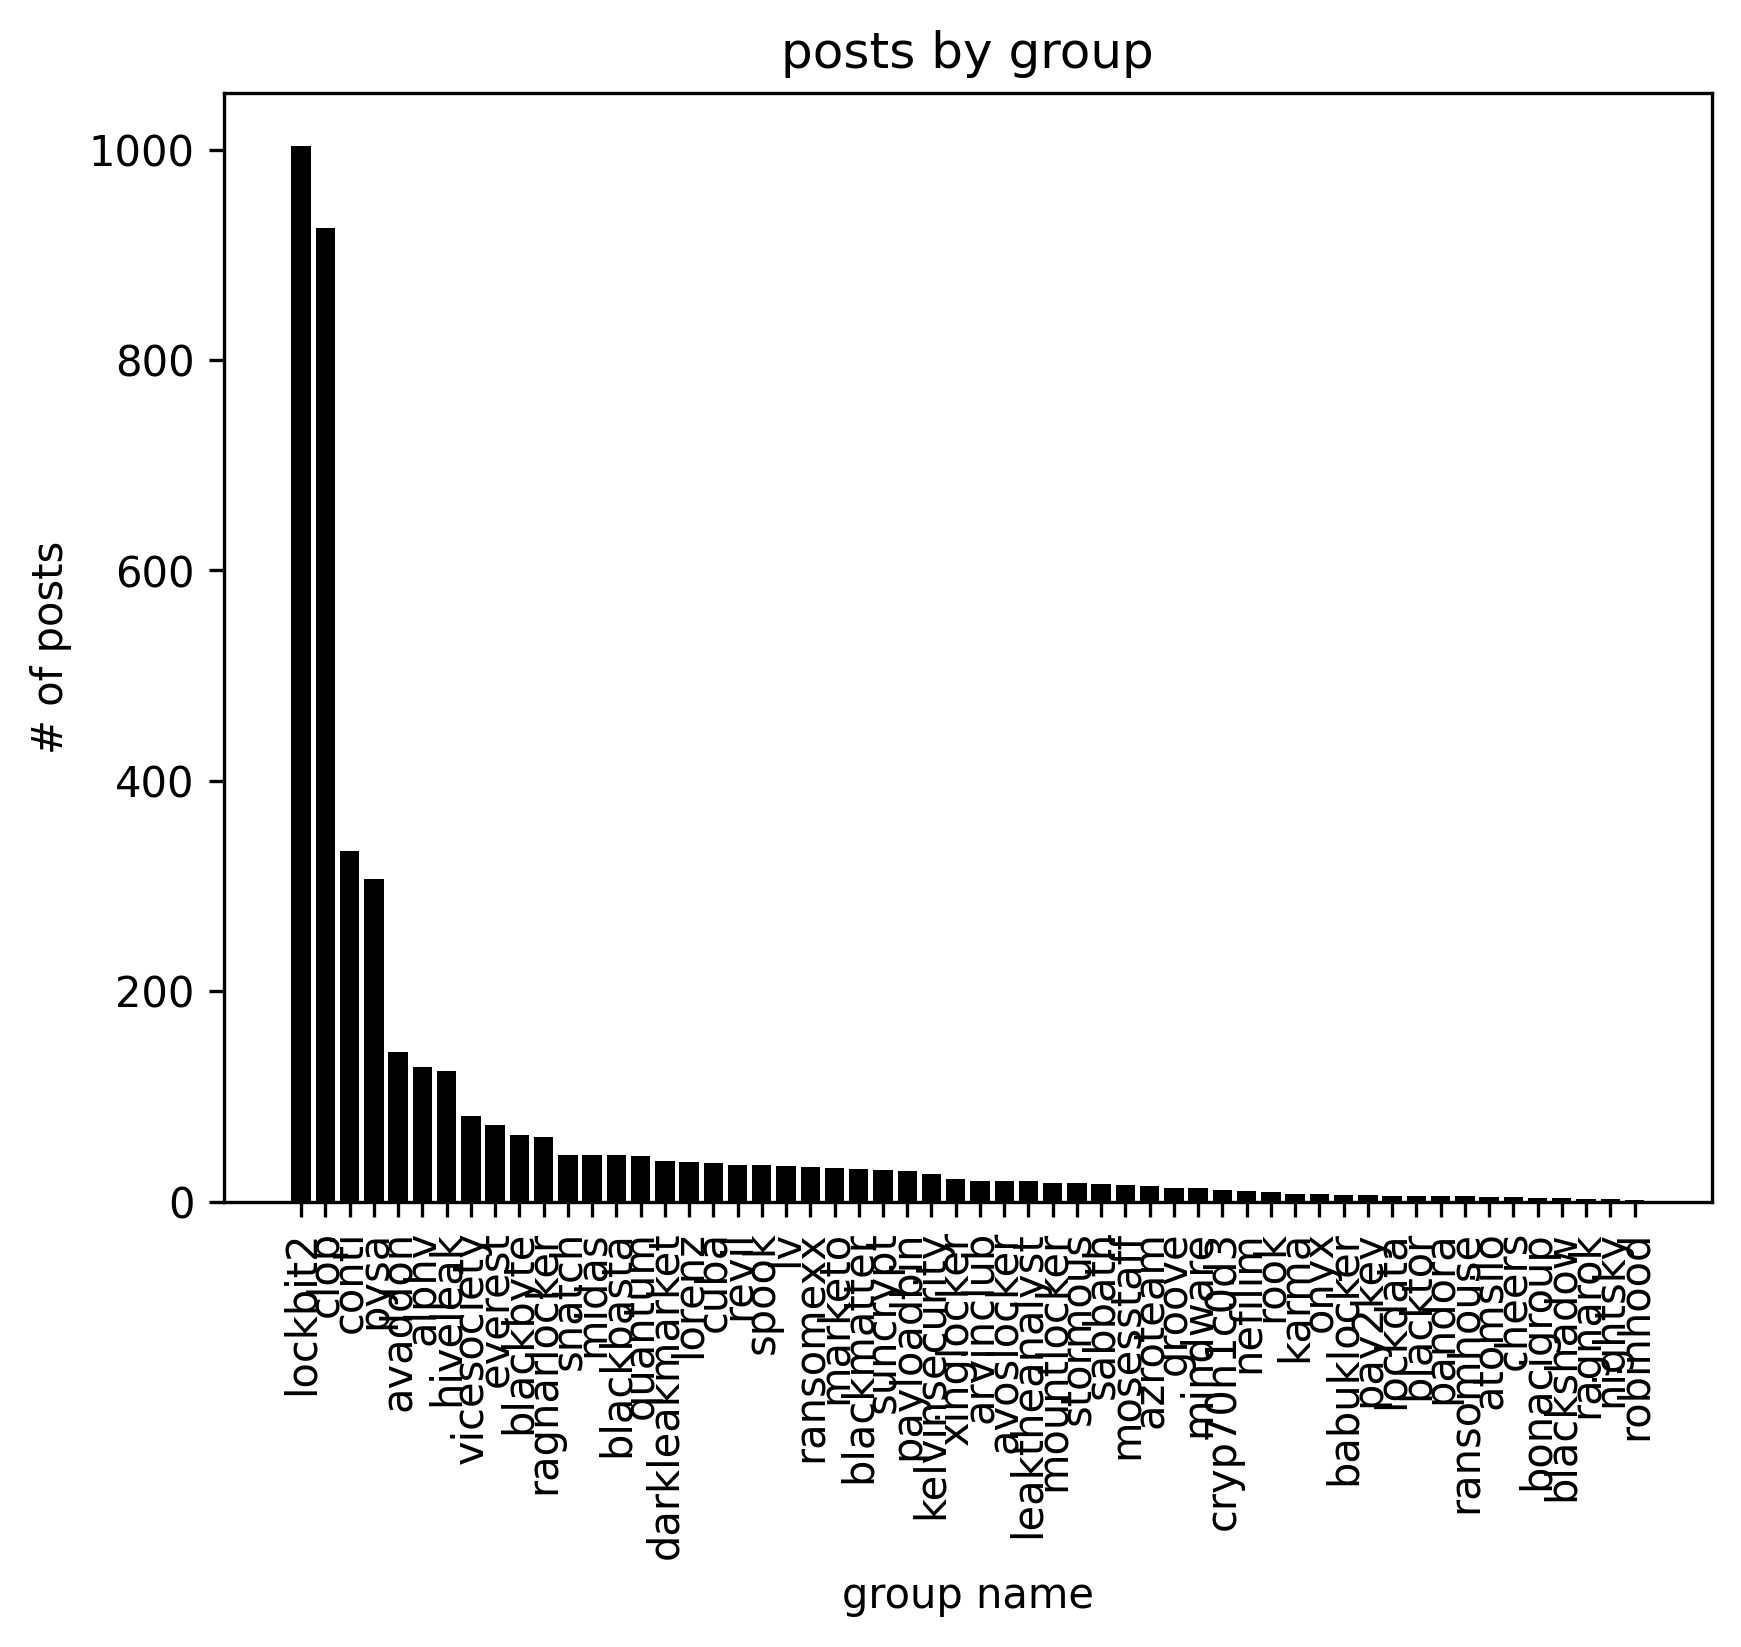 posts by group
# of posts
1000
800
600
400
200
0
lockbit2
clop
conti
pysa
avaddon
alphv
hiveleak
vicesociety
everest
blackbyte
ragnarlocker
snatch
midas
blackbasta
quantum
darkleakmarket
lorenz
cuba
revil
spook
lv
ransomexx
marketo
blackmatter
suncrypt
payloadbin
kelvinsecurity
xinglocker
arvinclub
avoslocker
leaktheanalyst
mountlocker
stormous
sabbath
mosesstaff
azroteam
groove
mindware
cryp70n1c0d3
nefilim
rook
karma
onyx
babuklocker
pay2key
lockdata
blacktor
pandora
ransomhouse
atomsilo
cheers
bonacigroup
blackshadow
ragnarok
nightsky
robinhood
group name